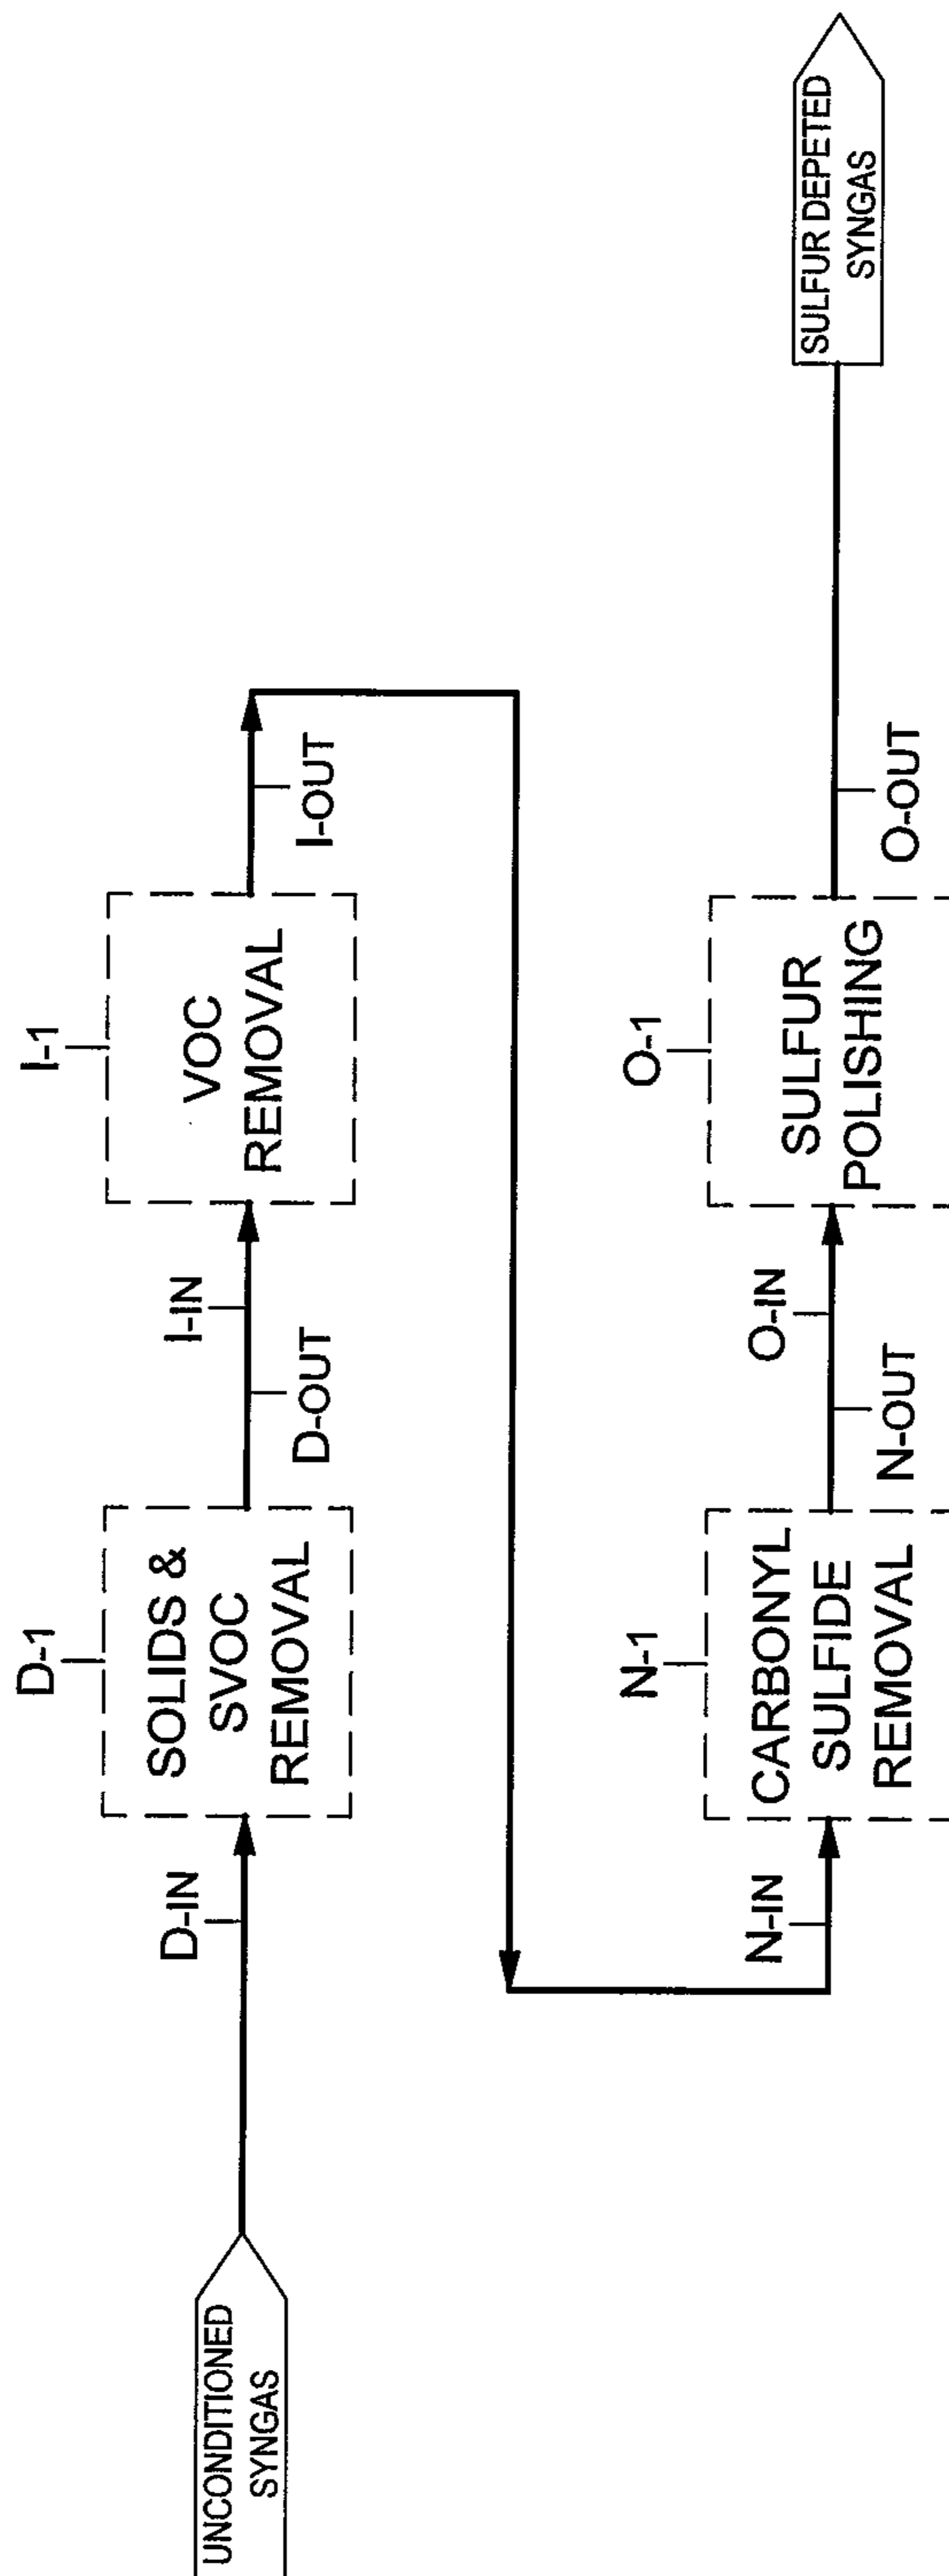 UNCONDITIONED
SYNGAS
D-IN
D-1
SOLIDS &
SVOC
REMOVAL
D-OUT
I-IN
I-1
VOC
REMOVAL
I-OUT
N-IN
N-1
CARBONYL
SULFIDE
REMOVAL
N-OUT
O-IN
O-1
SULFUR
POLISHING
O-OUT
SULFUR DEPETED
SYNGAS